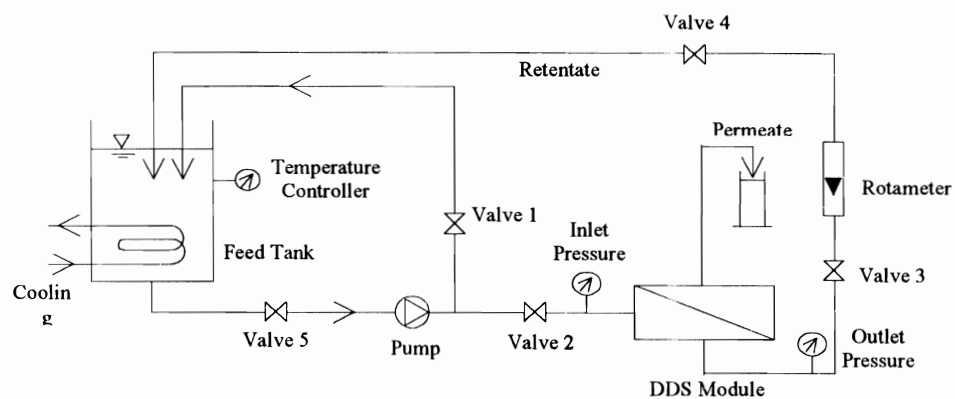 Valve 4
Retentate
Permeate
Temperature
Controller
Rotameter
Valve 1
Inlet
Pressure
Feed Tank
Valve 3
Coolin
g
Valve 5
Pump
Valve 2
Outlet
Pressure
DDS Module